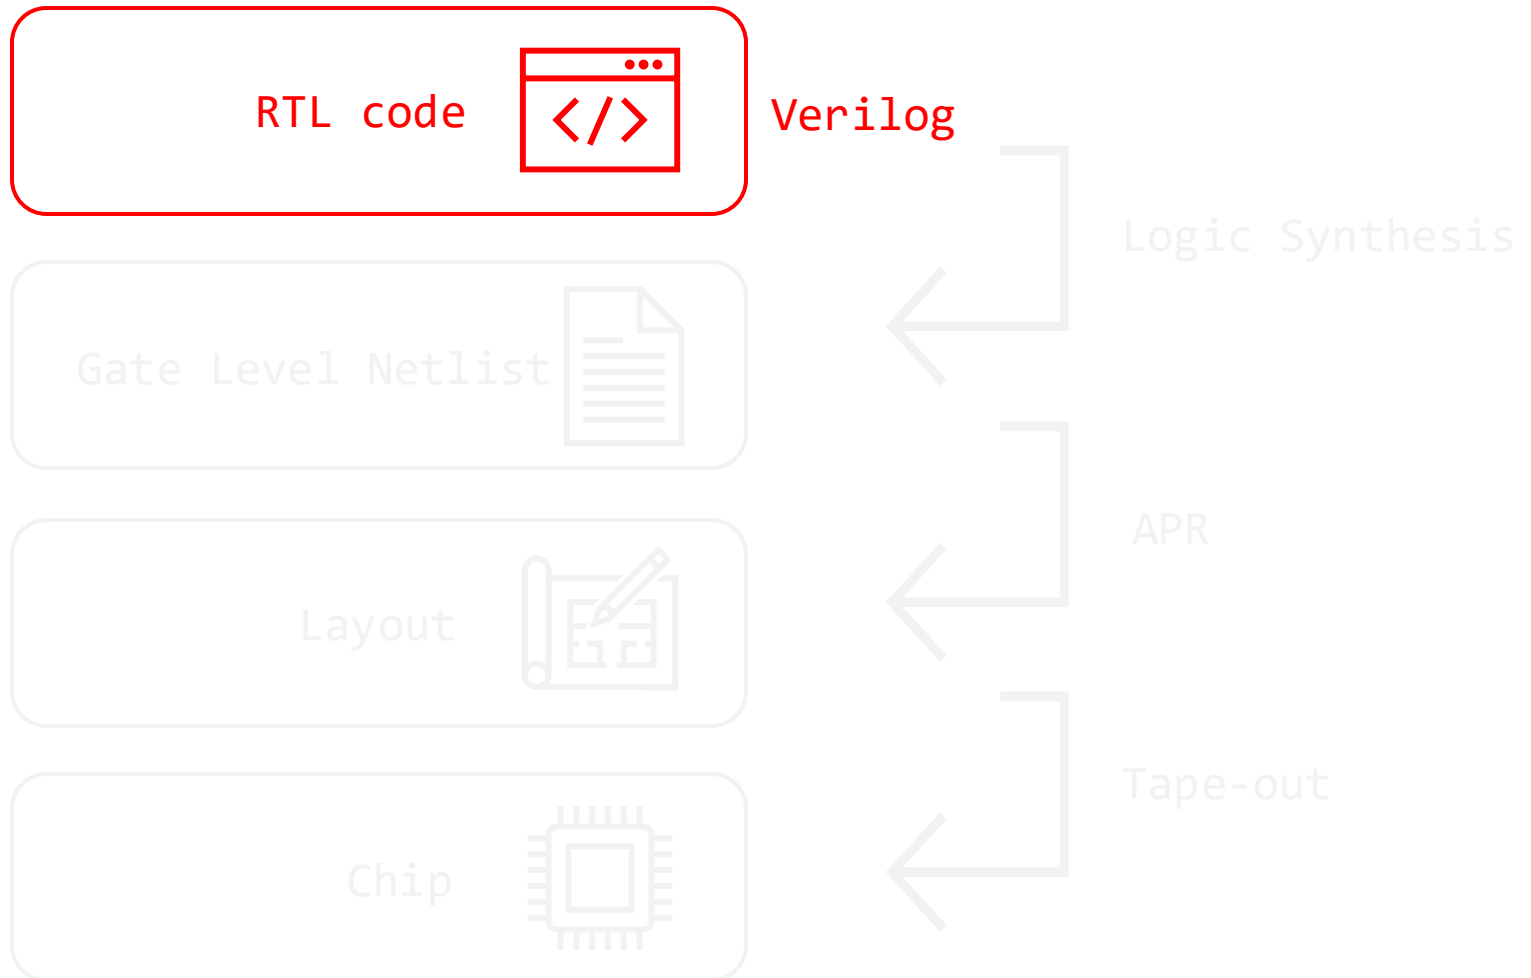 RTL code
</>
Verilog
Logic Synthesis
Gate Level Netlist
APR
Layout
Tape-out
Chip